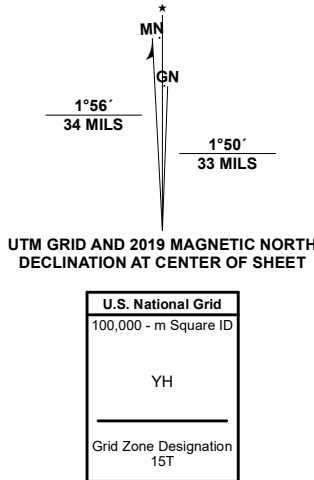 ★
MN
GN
1°56´
34 MILS
1°50´
33 MILS
UTM GRID AND 2019 MAGNETIC NORTH
DECLINATION AT CENTER OF SHEET
U.S. National Grid
100,000 - m Square ID
YH
Grid Zone Designation
15T